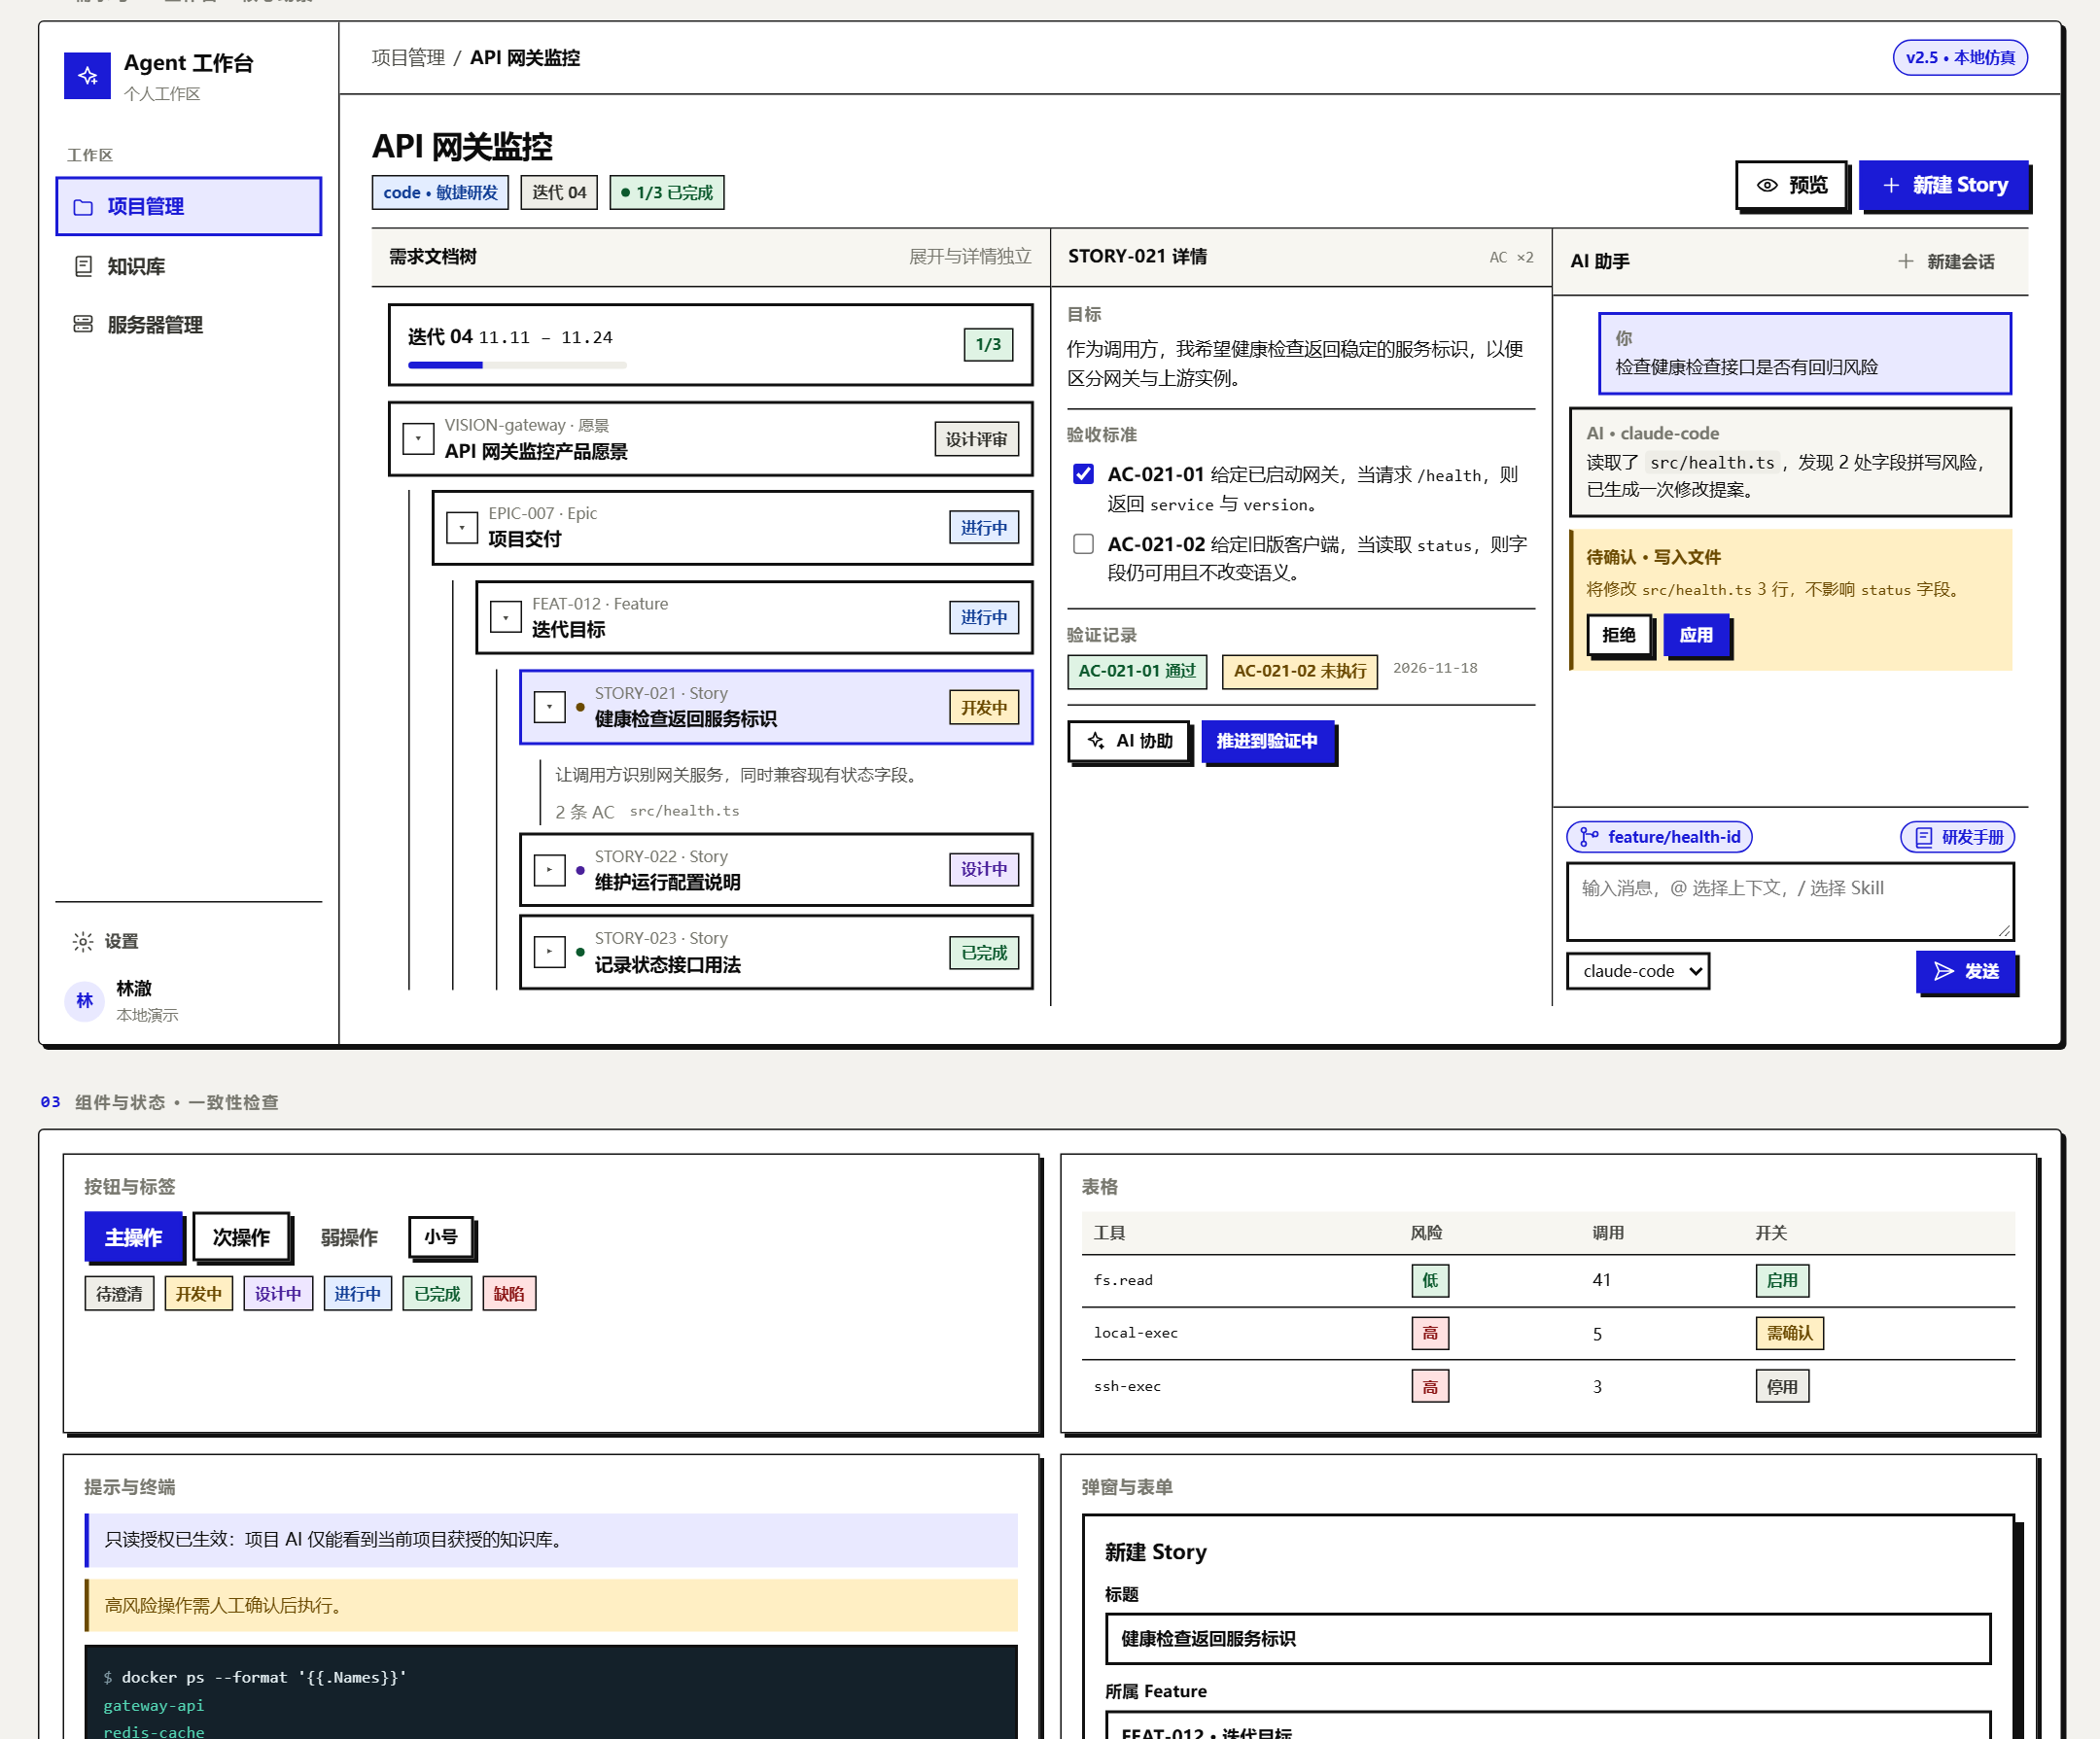 Agent 工作台
个人工作区
工作区
项目管理
知识库
服务器管理
设置
林
林澈
本地演示
项目管理 / API 网关监控
v2.5 • 本地仿真
API 网关监控
code • 敏捷研发
迭代 04
1/3 已完成
预览
新建 Story
需求文档树
展开与详情独立
迭代 04 11.11 – 11.24
1/3
VISION-gateway · 愿景
API 网关监控产品愿景
设计评审
EPIC-007 · Epic
项目交付
进行中
FEAT-012 · Feature
迭代目标
进行中
STORY-021 · Story
健康检查返回服务标识
开发中
让调用方识别网关服务，同时兼容现有状态字段。
2 条 AC src/health.ts
STORY-022 · Story
维护运行配置说明
设计中
STORY-023 · Story
记录状态接口用法
已完成
STORY-021 详情
AC ×2
目标
作为调用方，我希望健康检查返回稳定的服务标识，以便
区分网关与上游实例。
验收标准
AC-021-01 给定已启动网关，当请求 /health，则
返回 service 与 version。
AC-021-02 给定旧版客户端，当读取 status，则字
段仍可用且不改变语义。
验证记录
AC-021-01 通过
AC-021-02 未执行
2026-11-18
AI 协助
推进到验证中
AI 助手
新建会话
你
检查健康检查接口是否有回归风险
AI • claude-code
读取了 src/health.ts，发现 2 处字段拼写风险，
已生成一次修改提案。
待确认 • 写入文件
将修改 src/health.ts 3 行，不影响 status 字段。
拒绝
应用
feature/health-id
研发手册
输入消息，@ 选择上下文，/ 选择 Skill
claude-code
发送
03 组件与状态 • 一致性检查
按钮与标签
主操作
次操作
弱操作
小号
待澄清
开发中
设计中
进行中
已完成
缺陷
表格
工具 风险 调用 开关
fs.read 低 41 启用
local-exec 高 5 需确认
ssh-exec 高 3 停用
提示与终端
只读授权已生效：项目 AI 仅能看到当前项目获授的知识库。
高风险操作需人工确认后执行。
$ docker ps --format '{{.Names}}'
gateway-api
redis-cache
弹窗与表单
新建 Story
标题
健康检查返回服务标识
所属 Feature
FEAT-012 • 迭代目标